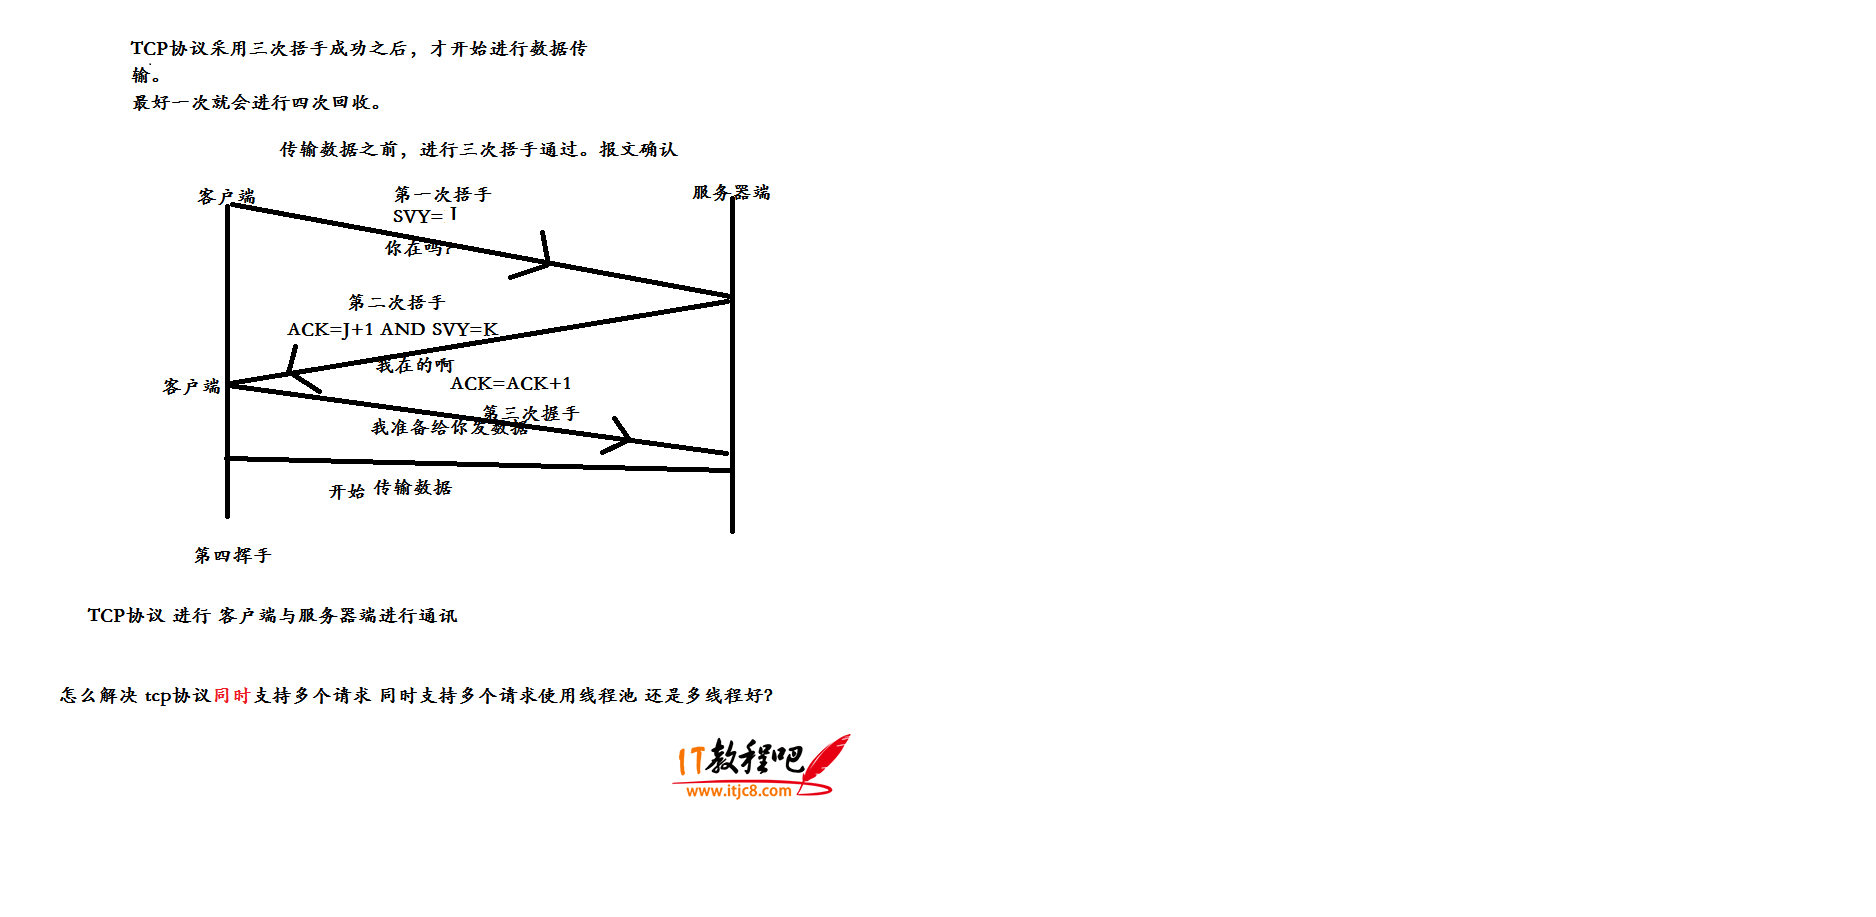 TCP协议采用三次捂手成功之后，才开始进行数据传
输。
最好一次就会进行四次回收。
传输数据之前，进行三次捂手通过。报文确认
客户端
第一次捂手
服务器端
SVY= J
你在吗?
第二次捂手
ACK=J+1 AND SVY=K
我在的啊
客户端
ACK=ACK+1
第三次握手
我准备给你发数据
开始 传输数据
第四挥手
TCP协议 进行 客户端与服务器端进行通讯
怎么解决 tcp协议同时支持多个请求 同时支持多个请求使用线程池 还是多线程好?
IT教程吧
www.itjc8.com